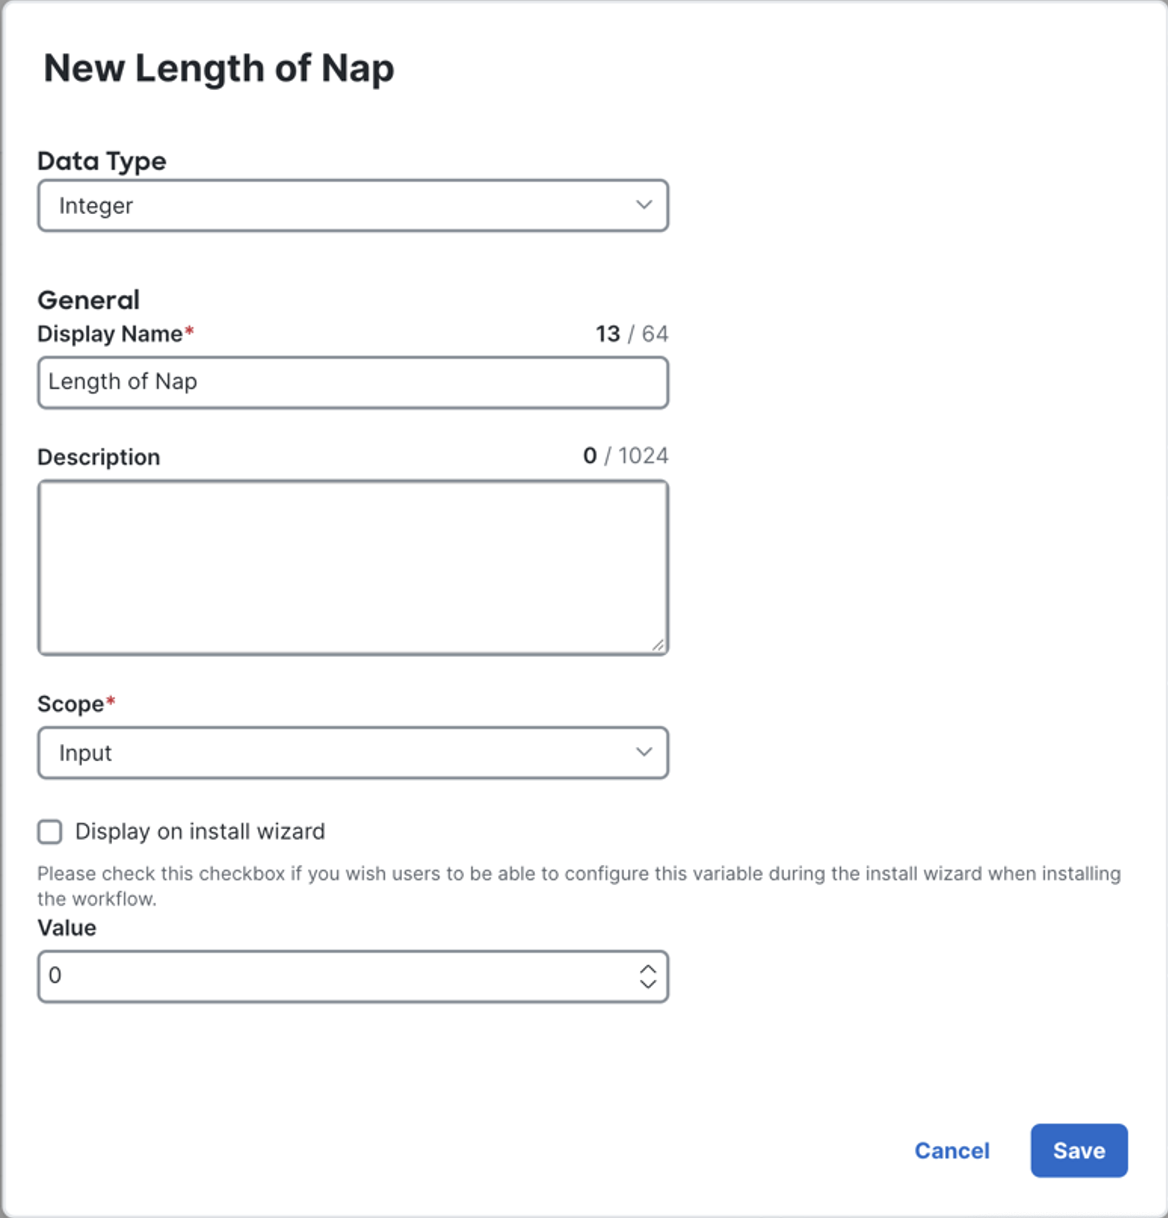 New Length of Nap
Data Type
Integer
General
Display Name* 13 / 64
Length of Nap
Description 0 / 1024
Scope*
Input
Display on install wizard
Please check this checkbox if you wish users to be able to configure this variable during the install wizard when installing
the workflow.
Value
0
Cancel Save